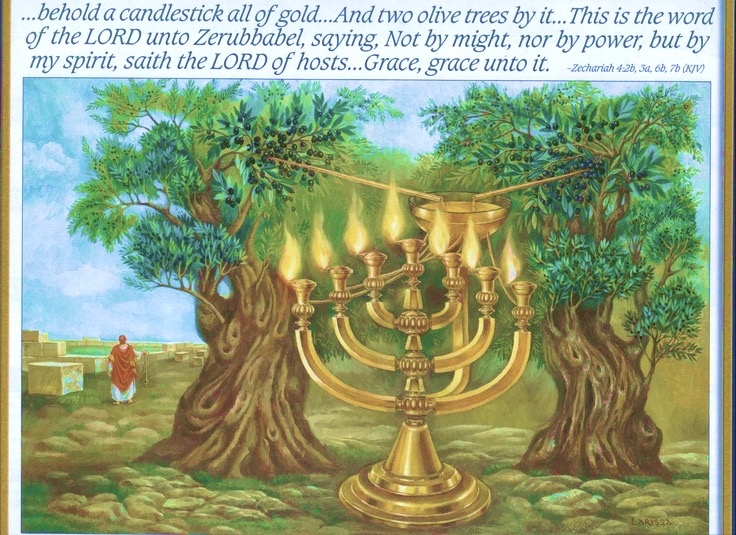 ...behold a candlestick all of gold...And two olive trees by it...This is the word
of the LORD unto Zerubbabel, saying, Not by might, nor by power, but by
my spirit, saith the LORD of hosts...Grace, grace unto it. -Zechariah 4:2b, 3a, 6b, 7b (KJV)
LARISSA